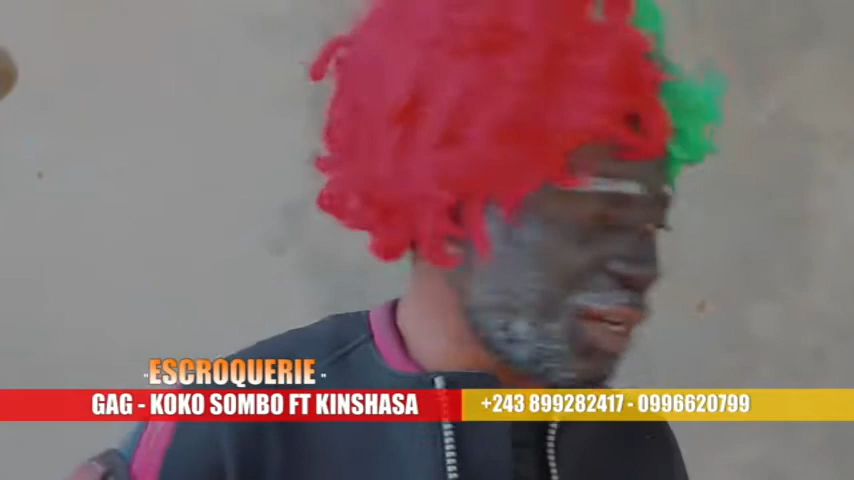 "ESCROQUERIE"
GAG - KOKO SOMBO FT KINSHASA
+243 899282417 - 0996620799